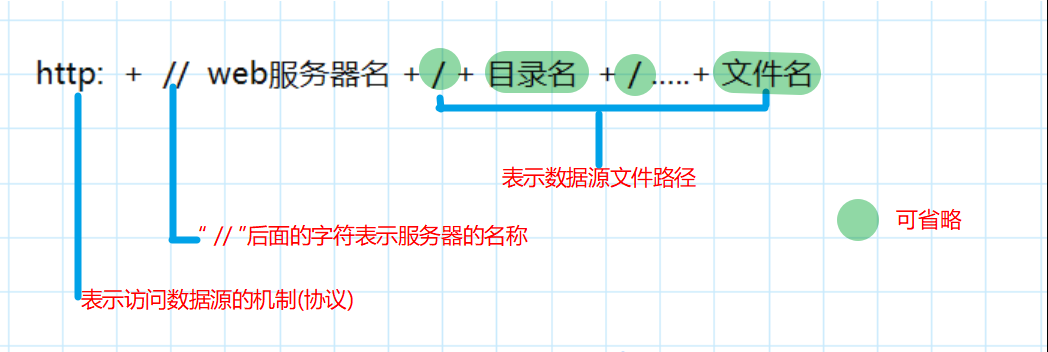 http: + // web服务器名 + / + 目录名 + / .....+ 文件名
表示数据源文件路径
可省略
“ // ”后面的字符表示服务器的名称
表示访问数据源的机制(协议)